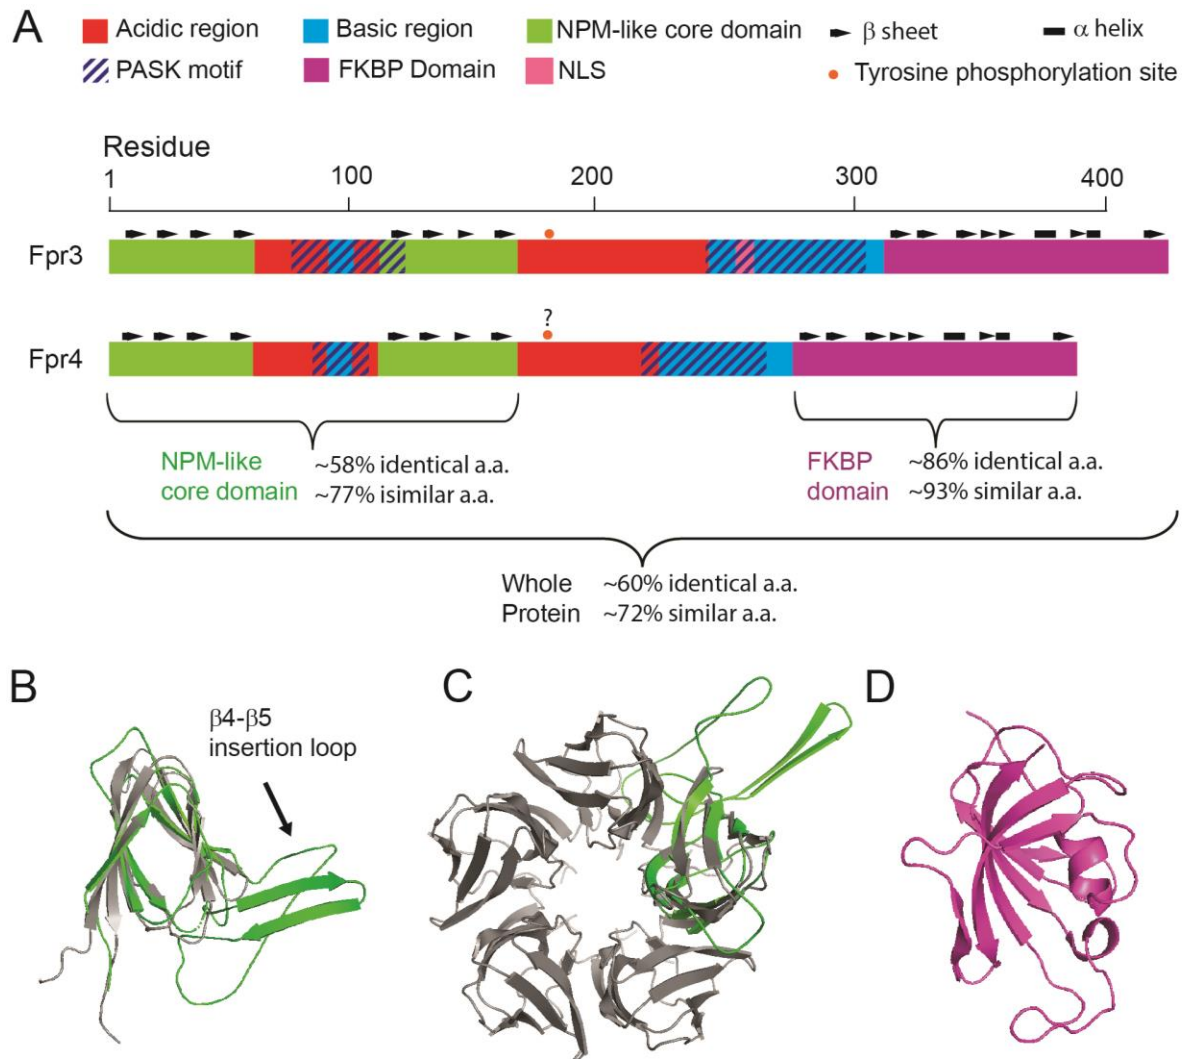 A
Acidic region
Basic region
NPM-like core domain
β sheet
α helix
PASK motif
FKBP Domain
NLS
Tyrosine phosphorylation site
Residue
1
100
200
300
400
Fpr3
?
Fpr4
NPM-like
core domain
~58% identical a.a.
~77% isimilar a.a.
FKBP
domain
~86% identical a.a.
~93% similar a.a.
Whole
Protein
~60% identical a.a.
~72% similar a.a.
B
β4-β5
insertion loop
C
D